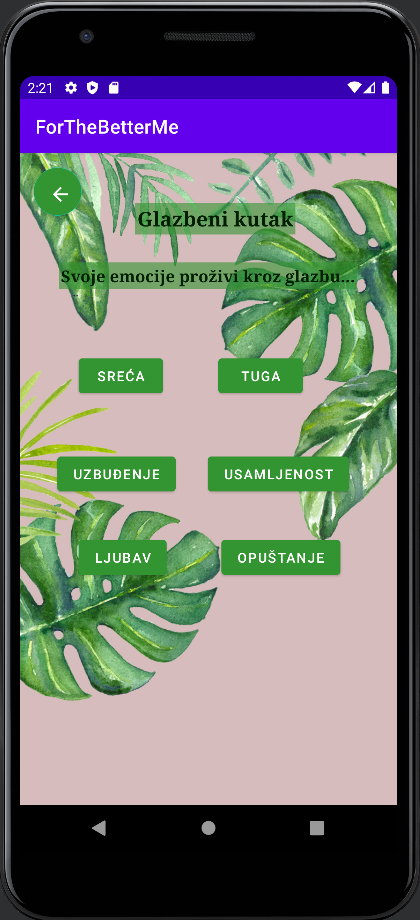 2:21
ForTheBetterMe
Glazbeni kutak
Svoje emocije proživi kroz glazbu...
SREĆA
TUGA
UZBUĐENJE
USAMLJENOST
LJUBAV
OPUŠTANJE